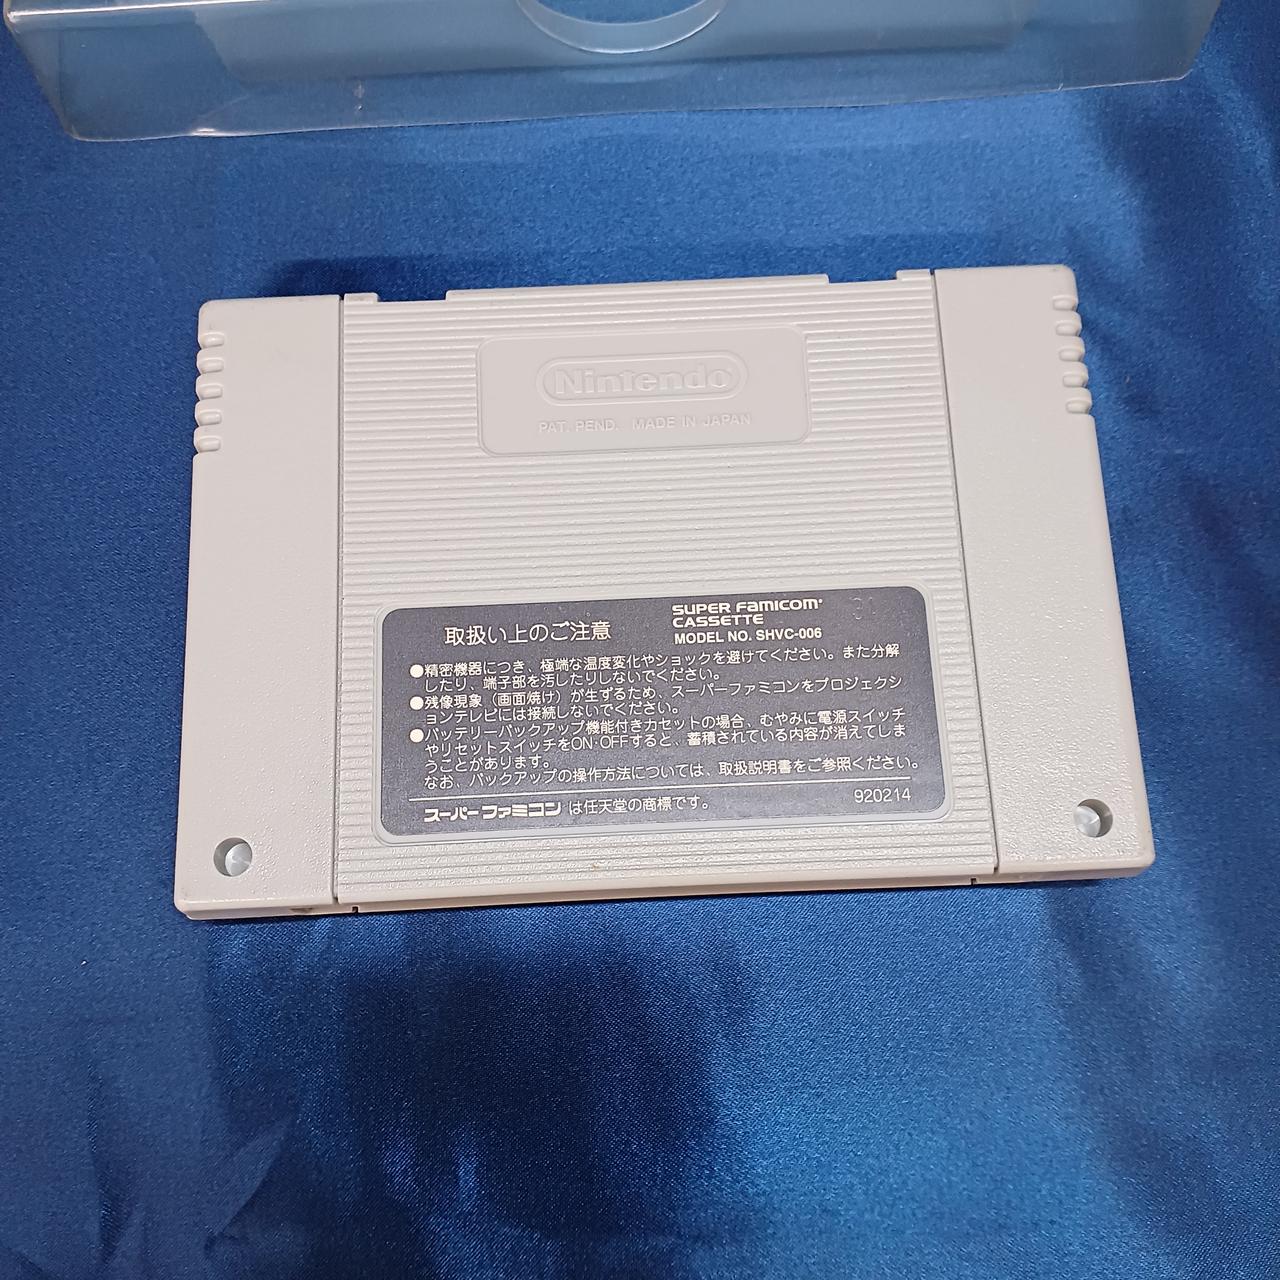 Nintendo
PAT. PEND. MADE IN JAPAN
取扱い上のご注意
SUPER FAMICOM
CASSETTE
MODEL NO. SHVC-006
●精密機器につき、極端な温度変化やショックを避けてください。また分解
したり、端子部を汚したりしないでください。
●残像現象（画面焼け）が生ずるため、スーパーファミコンをプロジェクシ
ョンテレビには接続しないでください。
●バッテリーバックアップ機能付きカセットの場合、むやみに電源スイッチ
やリセットスイッチをON・OFFすると、蓄積されている内容が消えてしま
うことがあります。
なお、バックアップの操作方法については、取扱説明書をご参照ください。
スーパーファミコンは任天堂の商標です。
920214